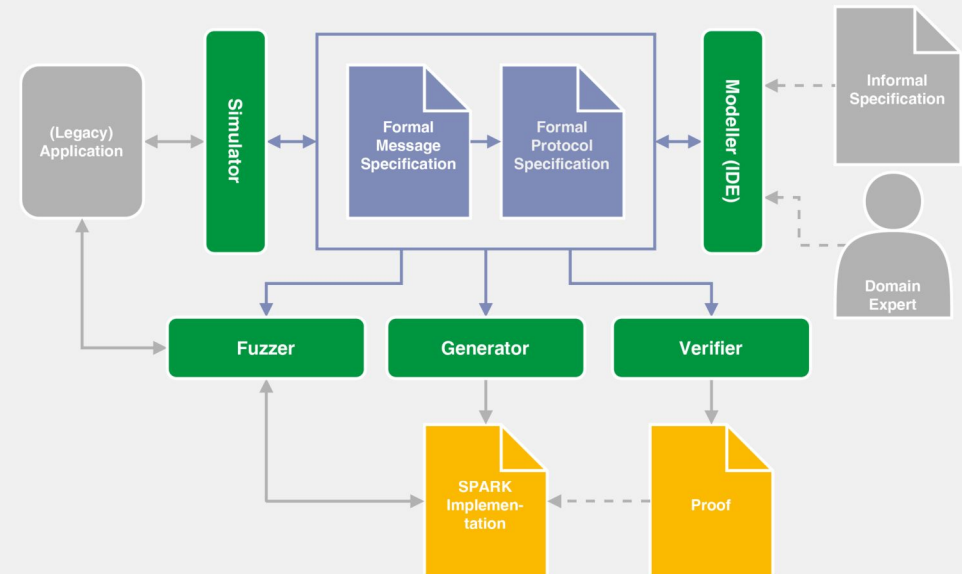 (Legacy)
Application
Simulator
Formal
Message
Specification
Formal
Protocol
Specification
Modeller (IDE)
Informal
Specification
Domain
Expert
Fuzzer
Generator
Verifier
SPARK
Implemen-
tation
Proof